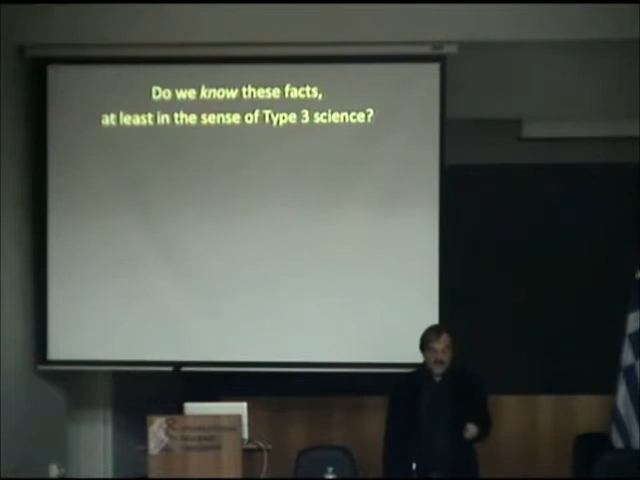 Do we know these facts,
at least in the sense of Type 3 science?